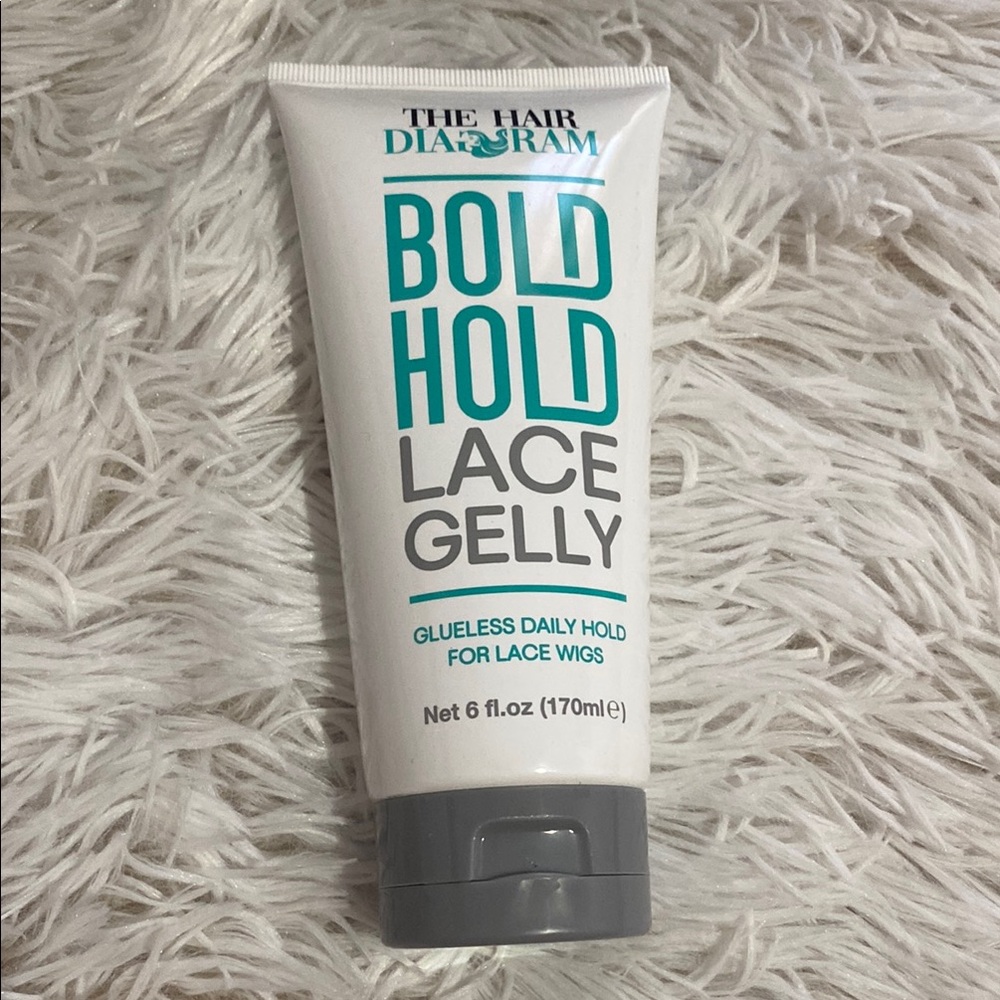 THE HAIR
DIAGRAM
BOLD
HOLD
LACE
GELLY
GLUELESS DAILY HOLD
FOR LACE WIGS
Net 6 fl.oz (170ml℮)